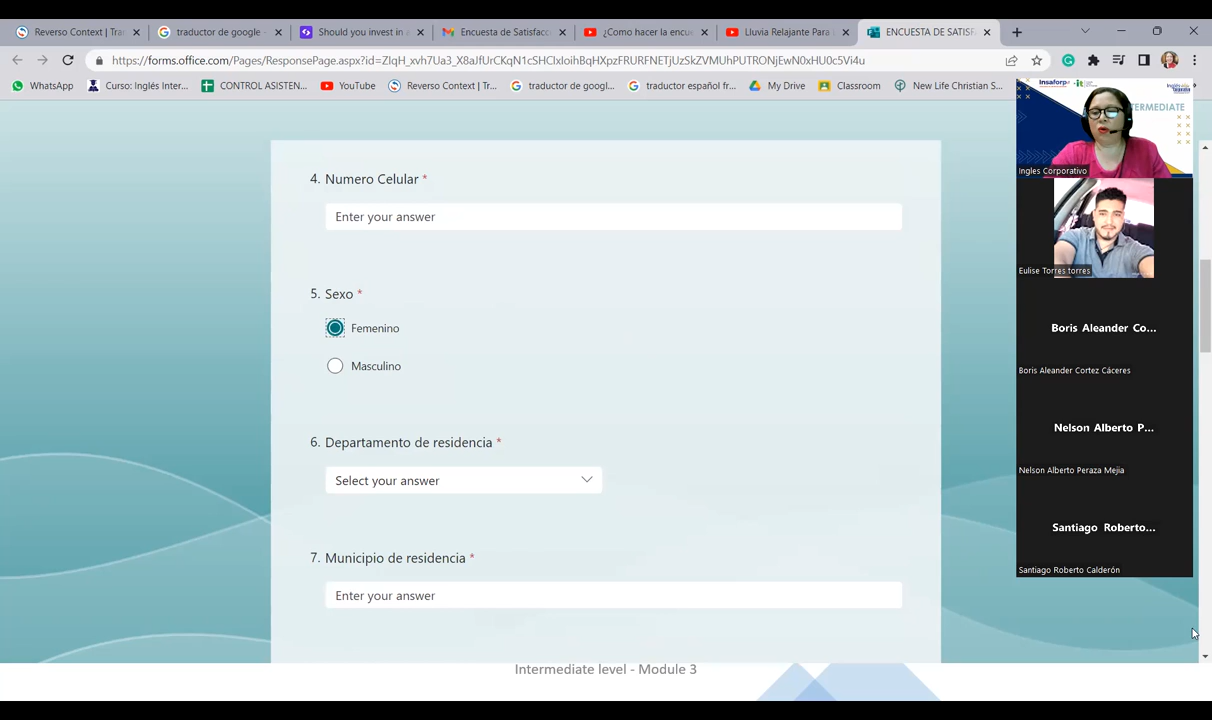 Reverso Context | Tra
traductor de google -
Should you invest in a
Encuesta de Satisfacc
¿Como hacer la encue
Lluvia Relajante Para
ENCUESTA DE SATISF
https://forms.office.com/Pages/ResponsePage.aspx?id=ZIqH_xvh7Ua3_X8aJfUrCKqN1cSHCIxIoihBqHXpzFRURFNETjUzSkZVMUhPUTRONjEwN0xHU0c5Vi4u
WhatsApp
Curso: Inglés Inter...
CONTROL ASISTEN...
YouTube
Reverso Context | Tr...
traductor de googl...
traductor español fr...
My Drive
Classroom
New Life Christian S...
Insaforp
INTERMEDIATE
Ingles Corporativo
4. Numero Celular *
Enter your answer
Eulise Torres torres
5. Sexo *
Femenino
Masculino
Boris Aleander Co...
Boris Aleander Cortez Cáceres
6. Departamento de residencia *
Select your answer
Nelson Alberto P...
Nelson Alberto Peraza Mejia
7. Municipio de residencia *
Enter your answer
Santiago Roberto...
Santiago Roberto Calderón
Intermediate level - Module 3